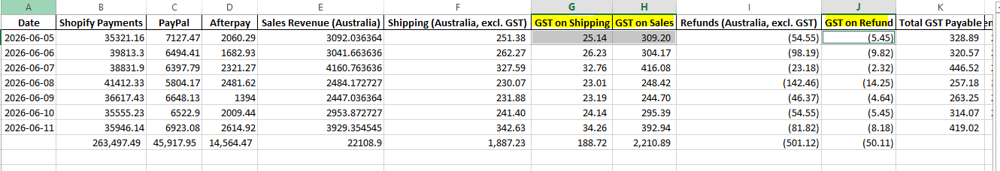 A B C D E F G H I J K
Date Shopify Payments PayPal Afterpay Sales Revenue (Australia) Shipping (Australia, excl. GST) GST on Shipping GST on Sales Refunds (Australia, excl. GST) GST on Refund Total GST Payable
2026-06-05 35321.16 7127.47 2060.29 3092.036364 251.38 25.14 309.20 (54.55) (5.45) 328.89
2026-06-06 39813.3 6494.41 1682.93 3041.663636 262.27 26.23 304.17 (98.19) (9.82) 320.57
2026-06-07 38831.9 6397.79 2321.27 4160.763636 327.59 32.76 416.08 (23.18) (2.32) 446.52
2026-06-08 41412.33 5804.17 2481.62 2484.172727 230.07 23.01 248.42 (142.46) (14.25) 257.18
2026-06-09 36617.43 6648.13 1394 2447.036364 231.88 23.19 244.70 (46.37) (4.64) 263.25
2026-06-10 35555.23 6522.9 2009.44 2953.872727 241.40 24.14 295.39 (54.55) (5.45) 314.07
2026-06-11 35946.14 6923.08 2614.92 3929.354545 342.63 34.26 392.94 (81.82) (8.18) 419.02
263,497.49 45,917.95 14,564.47 22108.9 1,887.23 188.72 2,210.89 (501.12) (50.11)